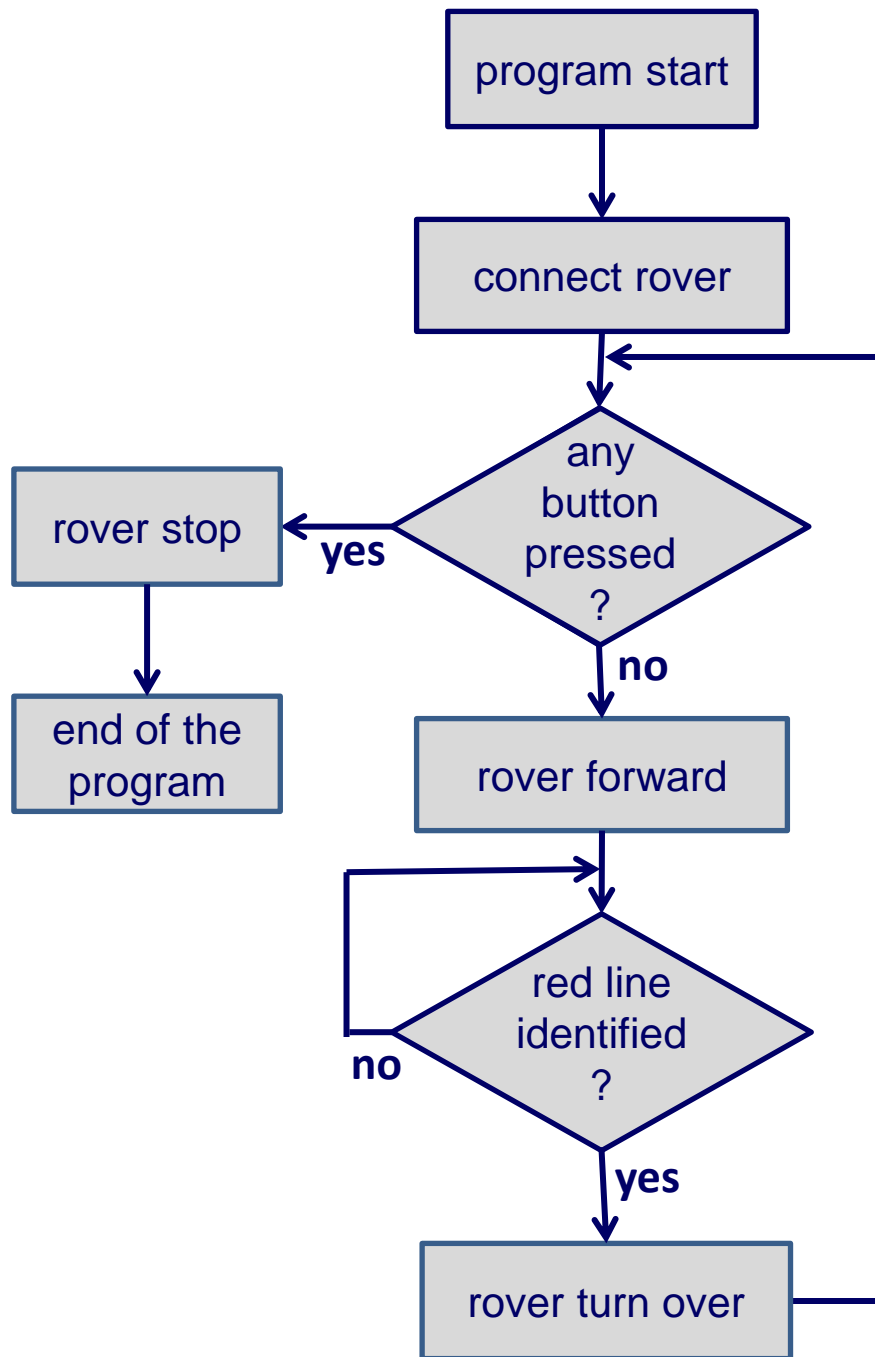 program start
connect rover
any
button
pressed
?
yes
rover stop
end of the
program
no
rover forward
red line
identified
?
no
yes
rover turn over